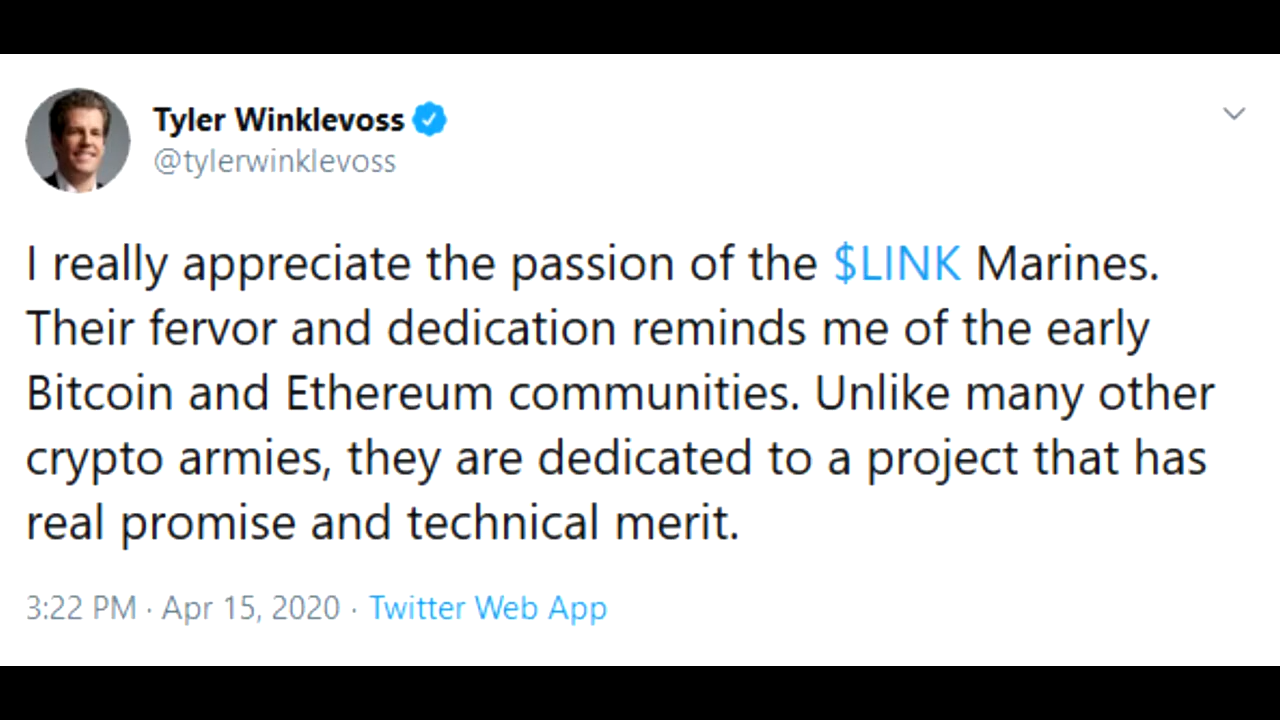 Tyler Winklevoss
@tylerwinklevoss
I really appreciate the passion of the $LINK Marines.
Their fervor and dedication reminds me of the early
Bitcoin and Ethereum communities. Unlike many other
crypto armies, they are dedicated to a project that has
real promise and technical merit.
3:22 PM · Apr 15, 2020 · Twitter Web App